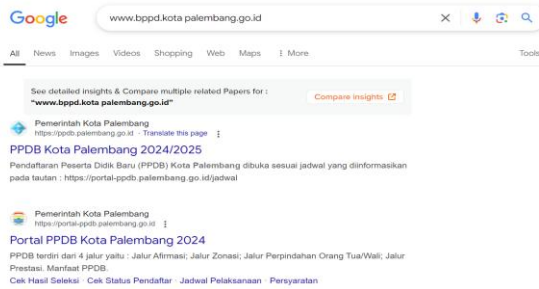 Google
www.bppd.kota palembang.go.id
All News Images Videos Shopping Web Maps More Tools
See detailed insights & Compare multiple related Papers for :
"www.bppd.kota palembang.go.id"
Compare insights
Pemerintah Kota Palembang
https://ppdb.palembang.go.id · Translate this page
PPDB Kota Palembang 2024/2025
Pendaftaran Peserta Didik Baru (PPDB) Kota Palembang dibuka sesuai jadwal yang diinformasikan
pada tautan : https://portal-ppdb.palembang.go.id/jadwal
Pemerintah Kota Palembang
https://portal-ppdb.palembang.go.id
Portal PPDB Kota Palembang 2024
PPDB terdiri dari 4 jalur yaitu : Jalur Afirmasi; Jalur Zonasi; Jalur Perpindahan Orang Tua/Wali; Jalur
Prestasi. Manfaat PPDB.
Cek Hasil Seleksi · Cek Status Pendaftar · Jadwal Pelaksanaan · Persyaratan